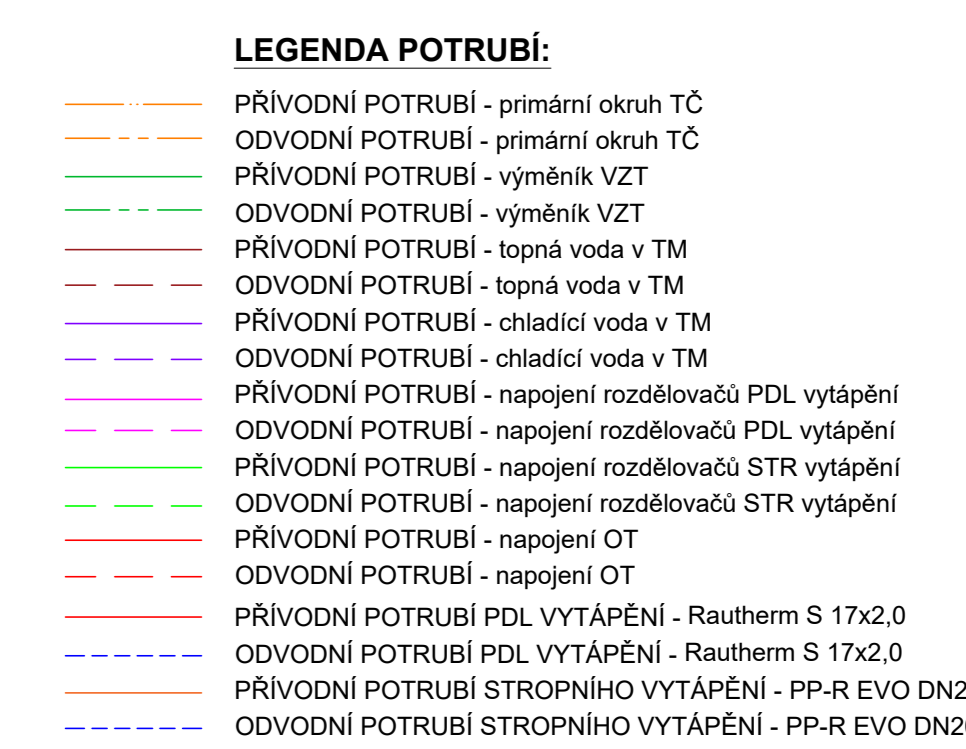 LEGENDA POTRUBÍ:
PŘÍVODNÍ POTRUBÍ - primární okruh TČ
ODVODNÍ POTRUBÍ - primární okruh TČ
PŘÍVODNÍ POTRUBÍ - výměník VZT
ODVODNÍ POTRUBÍ - výměník VZT
PŘÍVODNÍ POTRUBÍ - topná voda v TM
ODVODNÍ POTRUBÍ - topná voda v TM
PŘÍVODNÍ POTRUBÍ - chladící voda v TM
ODVODNÍ POTRUBÍ - chladící voda v TM
PŘÍVODNÍ POTRUBÍ - napojení rozdělovačů PDL vytápění
ODVODNÍ POTRUBÍ - napojení rozdělovačů PDL vytápění
PŘÍVODNÍ POTRUBÍ - napojení rozdělovačů STR vytápění
ODVODNÍ POTRUBÍ - napojení rozdělovačů STR vytápění
PŘÍVODNÍ POTRUBÍ - napojení OT
ODVODNÍ POTRUBÍ - napojení OT
PŘÍVODNÍ POTRUBÍ PDL VYTÁPĚNÍ - Rautherm S 17x2,0
ODVODNÍ POTRUBÍ PDL VYTÁPĚNÍ - Rautherm S 17x2,0
PŘÍVODNÍ POTRUBÍ STROPNÍHO VYTÁPĚNÍ - PP-R EVO DN2
ODVODNÍ POTRUBÍ STROPNÍHO VYTÁPĚNÍ - PP-R EVO DN20